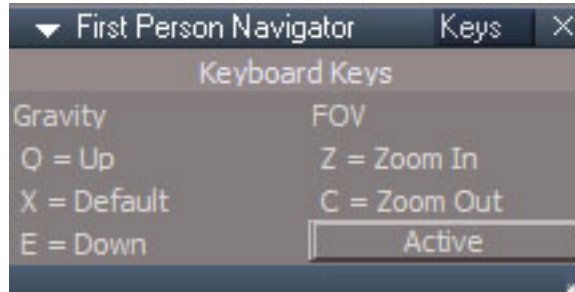 First Person Navigator Keys X
Keyboard Keys
Gravity FOV
Q = Up Z = Zoom In
X = Default C = Zoom Out
E = Down Active